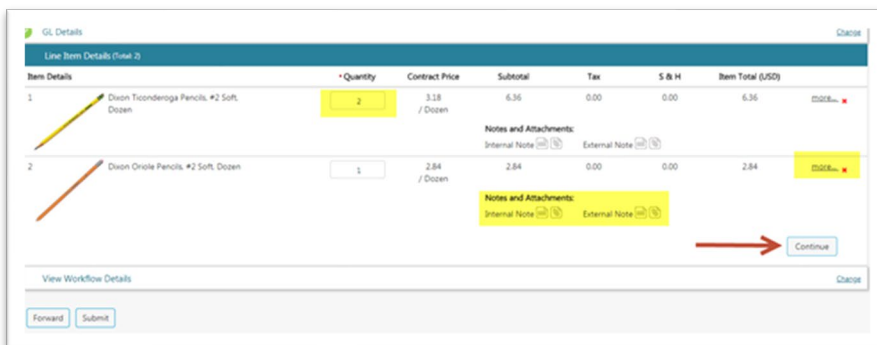 GL Details Change
Line Item Details (Total: 2)
Item Details * Quantity Contract Price Subtotal Tax S & H Item Total (USD)
1 Dixon Ticonderoga Pencils, #2 Soft, 2 3.18 6.36 0.00 0.00 6.36 more...
Dozen / Dozen
Notes and Attachments:
Internal Note External Note
2 Dixon Oriole Pencils, #2 Soft, Dozen 1 2.84 2.84 0.00 0.00 2.84 more...
/ Dozen
Notes and Attachments:
Internal Note External Note
Continue
View Workflow Details Change
Forward Submit